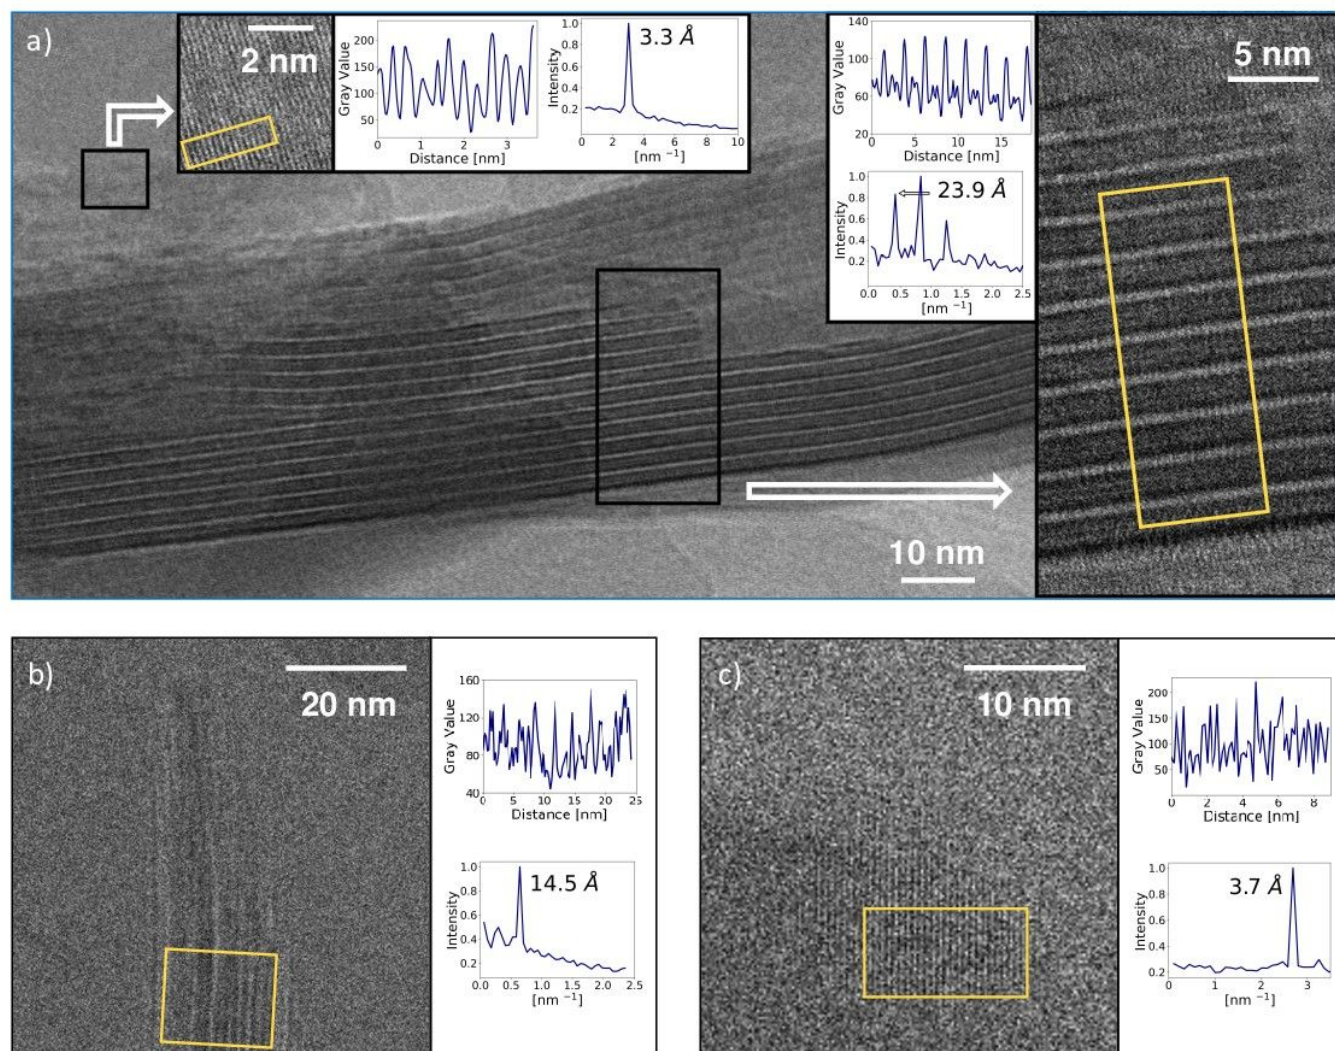 a)
2 nm
Gray Value
200
150
100
50
0 1 2 3
Distance [nm]
Intensity
1.0
0.8
0.6
0.4
0.2
3.3 Å
0 2 4 6 8 10
[nm ⁻¹]
Gray Value
140
120
100
80
60
40
20
0 5 10 15
Distance [nm]
Intensity
1.0
0.8
0.6
0.4
0.2
23.9 Å
0.0 0.5 1.0 1.5 2.0 2.5
[nm ⁻¹]
5 nm
10 nm
b)
20 nm
Gray Value
160
140
120
100
80
60
40
0 5 10 15 20 25
Distance [nm]
Intensity
1.0
0.8
0.6
0.4
0.2
14.5 Å
0.0 0.5 1.0 1.5 2.0 2.5
[nm ⁻¹]
c)
10 nm
Gray Value
200
150
100
50
0 2 4 6 8
Distance [nm]
Intensity
1.0
0.8
0.6
0.4
0.2
3.7 Å
0 1 2 3
[nm ⁻¹]